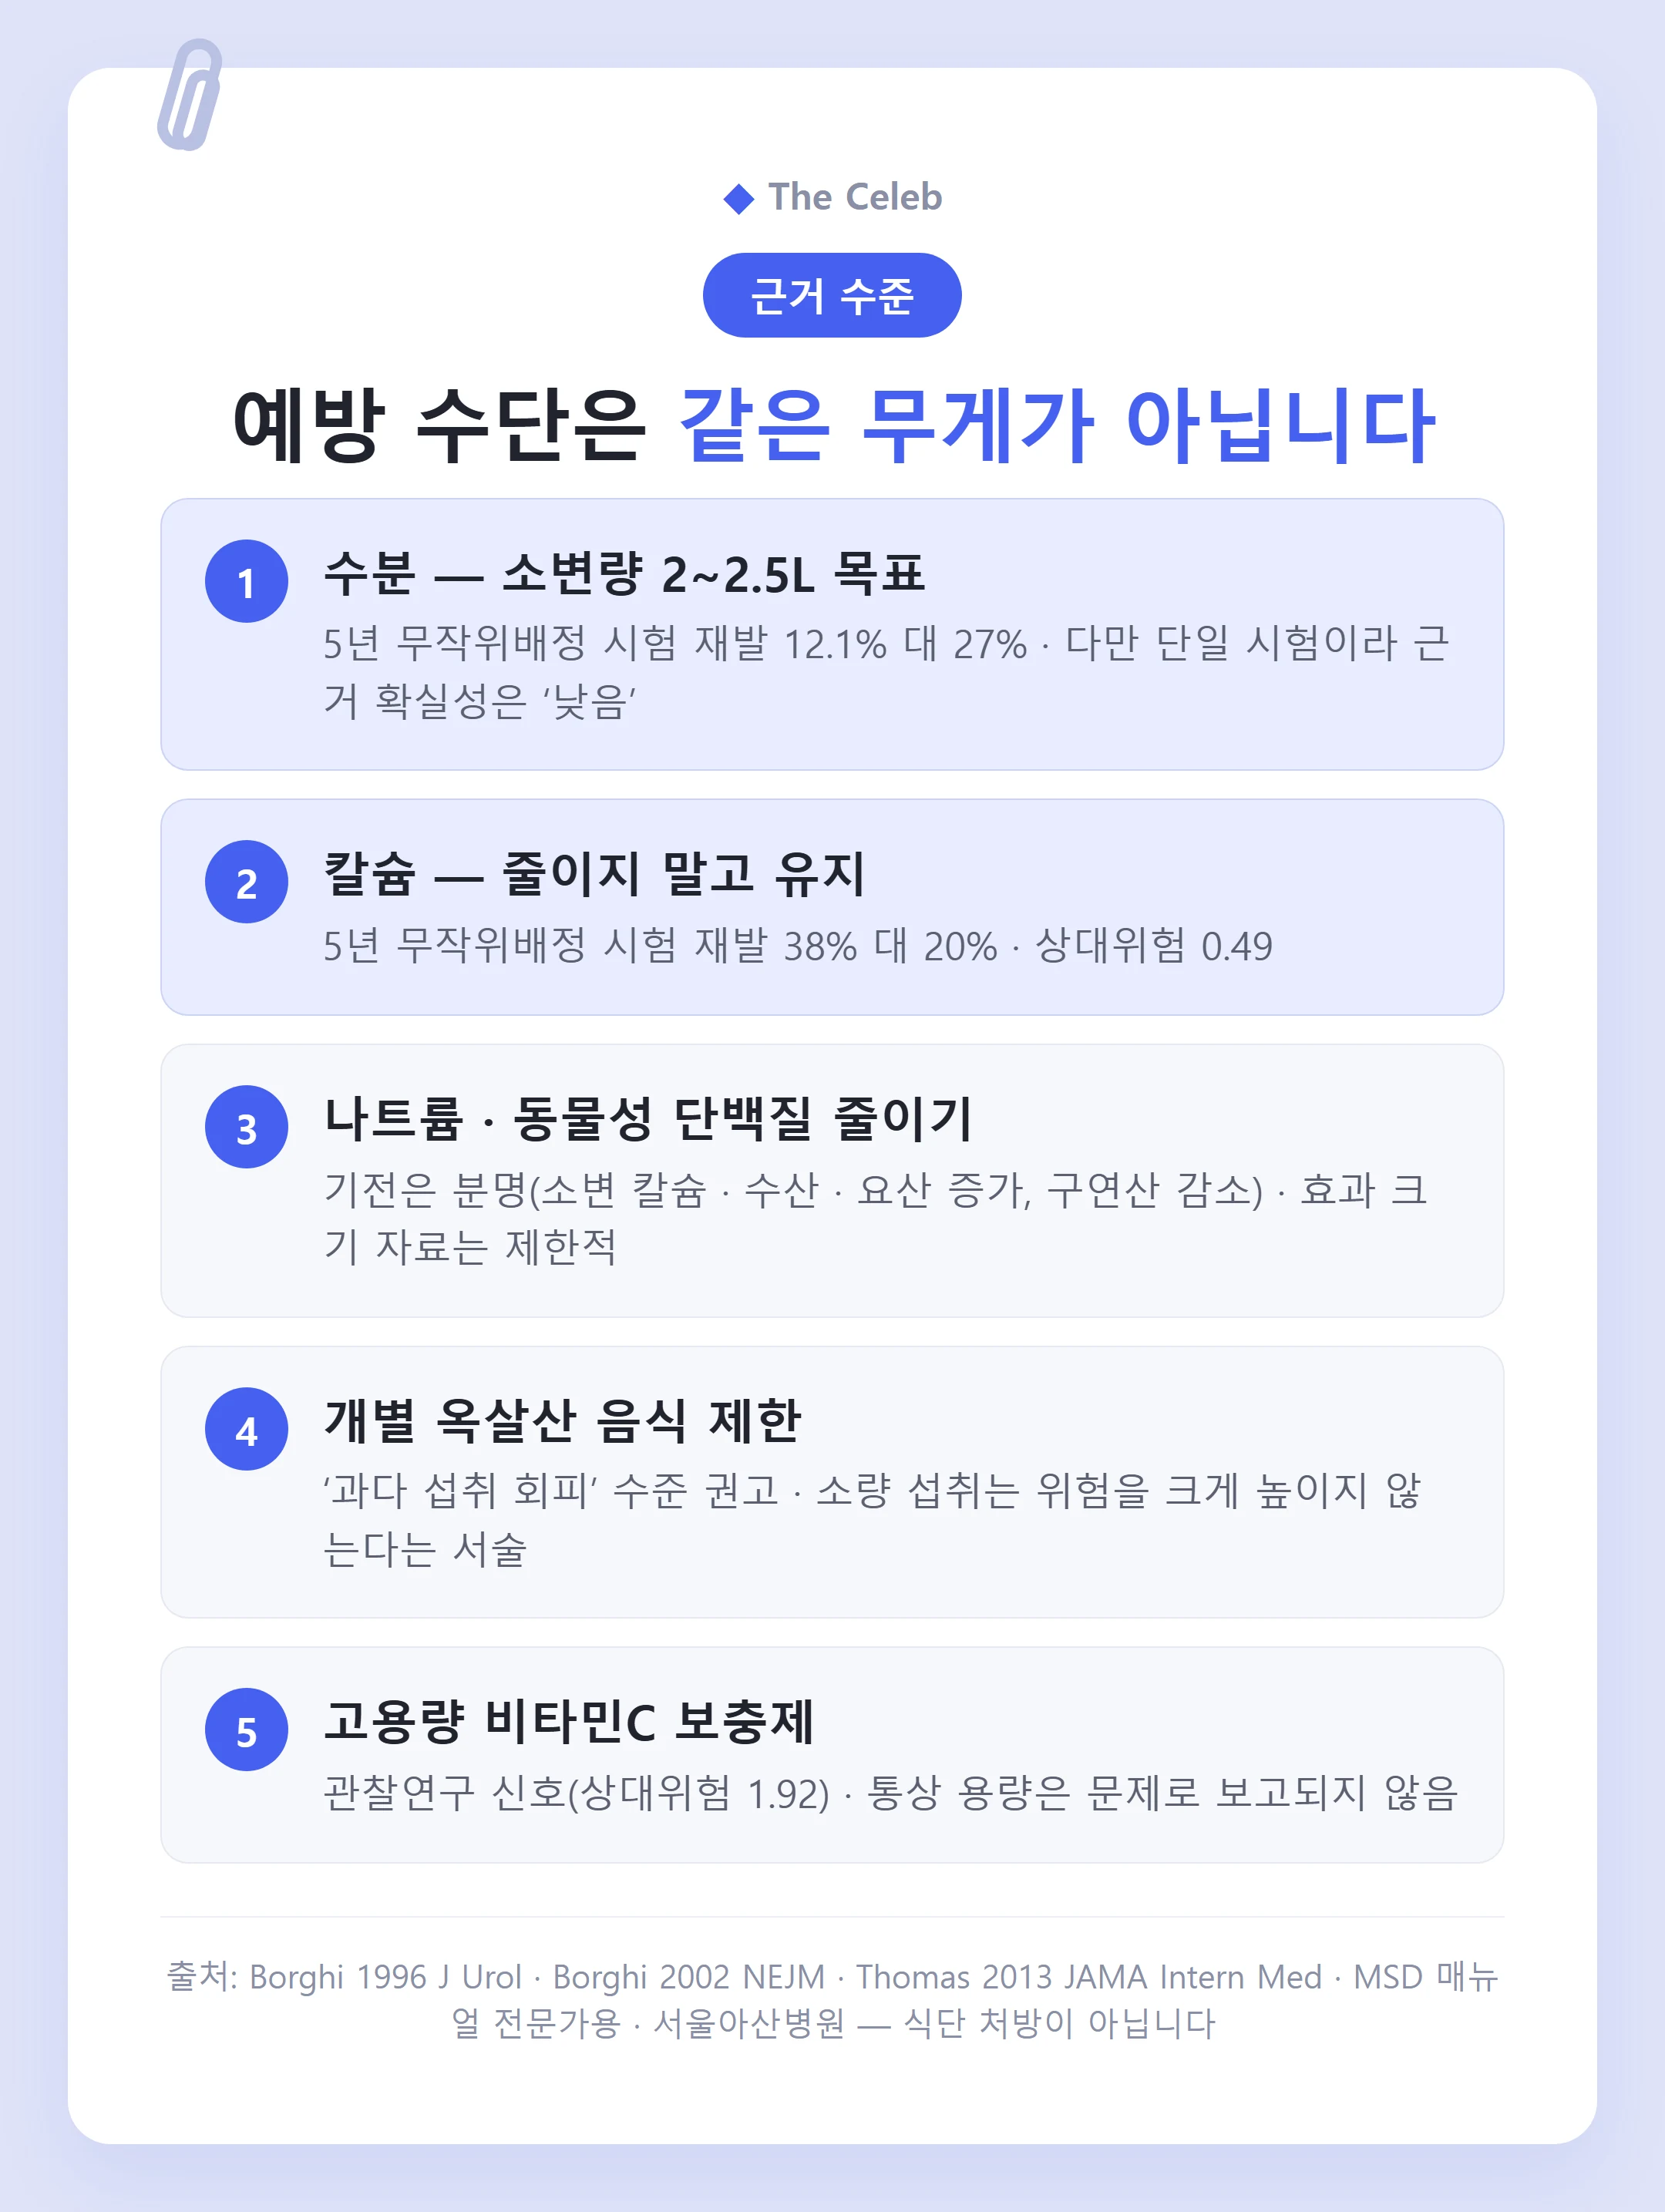 The Celeb
근거 수준
예방 수단은 같은 무게가 아닙니다
1
수분 — 소변량 2~2.5L 목표
5년 무작위배정 시험 재발 12.1% 대 27% · 다만 단일 시험이라 근
거 확실성은 ‘낮음’
2
칼슘 — 줄이지 말고 유지
5년 무작위배정 시험 재발 38% 대 20% · 상대위험 0.49
3
나트륨 · 동물성 단백질 줄이기
기전은 분명(소변 칼슘 · 수산 · 요산 증가, 구연산 감소) · 효과 크
기 자료는 제한적
4
개별 옥살산 음식 제한
‘과다 섭취 회피’ 수준 권고 · 소량 섭취는 위험을 크게 높이지 않
는다는 서술
5
고용량 비타민C 보충제
관찰연구 신호(상대위험 1.92) · 통상 용량은 문제로 보고되지 않음
출처: Borghi 1996 J Urol · Borghi 2002 NEJM · Thomas 2013 JAMA Intern Med · MSD 매뉴
얼 전문가용 · 서울아산병원 — 식단 처방이 아닙니다